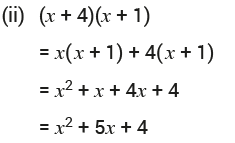 (ii) (x + 4)(x + 1)
= x(x + 1) + 4(x + 1)
= x² + x + 4x + 4
= x² + 5x + 4